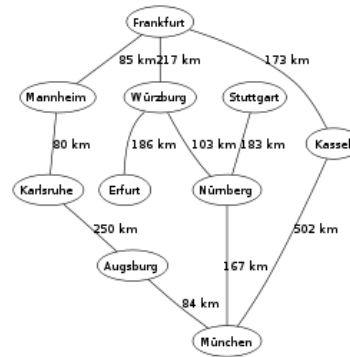 Frankfurt
85 km
217 km
173 km
Mannheim
Würzburg
Stuttgart
80 km
186 km
103 km
183 km
Kassel
Karlsruhe
Erfurt
Nürnberg
250 km
502 km
Augsburg
167 km
84 km
München